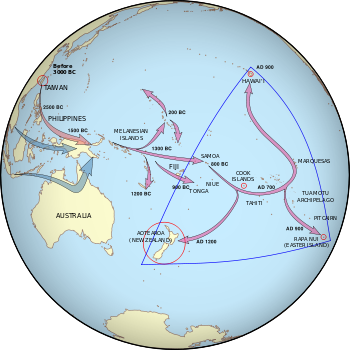 Before
3000 BC
TAIWAN
2500 BC
PHILIPPINES
1500 BC
MELANESIAN
ISLANDS
200 BC
1300 BC
FIJI
900 BC
1200 BC
SAMOA
800 BC
NIUE
TONGA
AD 900
HAWAI'I
MARQUESAS
COOK
ISLANDS
AD 700
TAHITI
TUAMOTU
ARCHIPELAGO
PITCAIRN
AD 900
RAPA NUI
(EASTER ISLAND)
AUSTRALIA
AOTEAROA
(NEW ZEALAND)
AD 1200